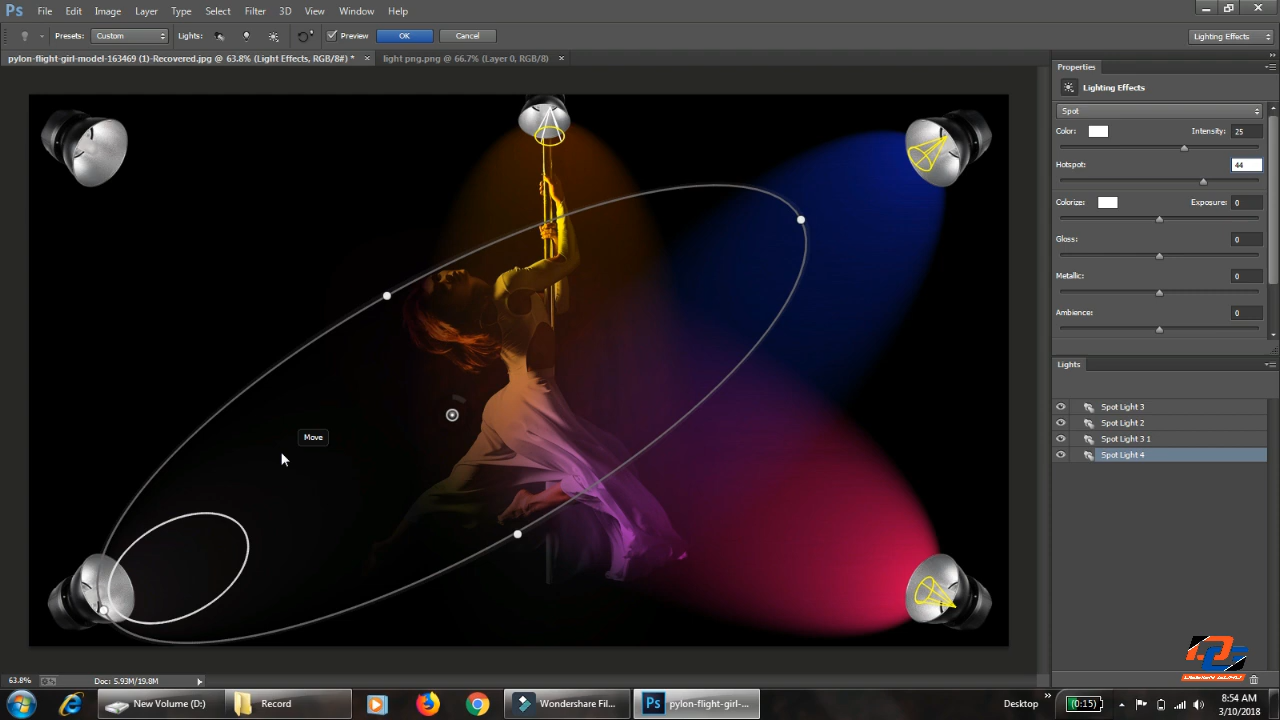 Ps File Edit Image Layer Type Select Filter 3D View Window Help
Presets: Custom Lights: Preview OK Cancel Lighting Effects
pylon-flight-girl-model-163469 (1)-Recovered.jpg @ 63.8% (Light Effects, RGB/8#) * × light png.png @ 66.7% (Layer 0, RGB/8) ×
Properties
Lighting Effects
Spot
Color: Intensity: 25
Hotspot: 44
Colorize: Exposure: 0
Gloss: 0
Metallic: 0
Ambience: 0
Lights
Spot Light 3
Spot Light 2
Spot Light 3 1
Spot Light 4
Move
DESIGN GURU
63.8% Doc: 5.93M/19.8M
New Volume (D:) Record Wondershare Fil... Ps pylon-flight-girl-... Desktop » (0:15) 8:54 AM
3/10/2018